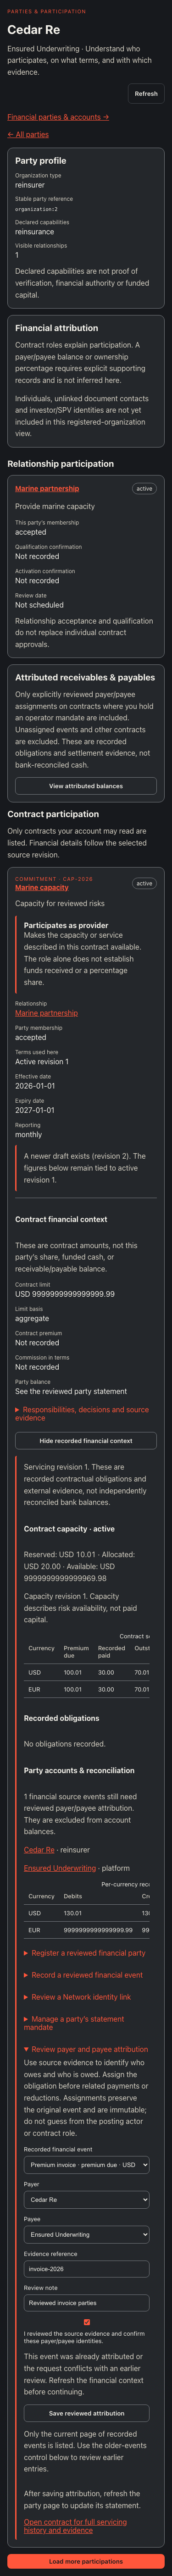 PARTIES & PARTICIPATION
Cedar Re
Ensured Underwriting · Understand who
participates, on what terms, and with which
evidence.
Refresh
Financial parties & accounts →
← All parties
Party profile
Organization type
reinsurer
Stable party reference
organization:2
Declared capabilities
reinsurance
Visible relationships
1
Declared capabilities are not proof of
verification, financial authority or funded
capital.
Financial attribution
Contract roles explain participation. A
payer/payee balance or ownership
percentage requires explicit supporting
records and is not inferred here.
Individuals, unlinked document contacts
and investor/SPV identities are not yet
included in this registered-organization
view.
Relationship participation
Marine partnership
active
Provide marine capacity
This party's membership
accepted
Qualification confirmation
Not recorded
Activation confirmation
Not recorded
Review date
Not scheduled
Relationship acceptance and qualification
do not replace individual contract
approvals.
Attributed receivables & payables
Only explicitly reviewed payer/payee
assignments on contracts where you hold
an operator mandate are included.
Unassigned events and other contracts
are excluded. These are recorded
obligations and settlement evidence, not
bank-reconciled cash.
View attributed balances
Contract participation
Only contracts your account may read are
listed. Financial details follow the selected
source revision.
COMMITMENT · CAP-2026
Marine capacity
active
Capacity for reviewed risks
Participates as provider
Makes the capacity or service
described in this contract available.
The role alone does not establish
funds received or a percentage
share.
Relationship
Marine partnership
Party membership
accepted
Terms used here
Active revision 1
Effective date
2026-01-01
Expiry date
2027-01-01
Reporting
monthly
A newer draft exists (revision 2). The
figures below remain tied to active
revision 1.
Contract financial context
These are contract amounts, not this
party's share, funded cash, or
receivable/payable balance.
Contract limit
USD 9999999999999999.99
Limit basis
aggregate
Contract premium
Not recorded
Commission in terms
Not recorded
Party balance
See the reviewed party statement
▶ Responsibilities, decisions and source
evidence
Hide recorded financial context
Servicing revision 1. These are
recorded contractual obligations and
external evidence, not independently
reconciled bank balances.
Contract capacity · active
Reserved: USD 10.01 · Allocated:
USD 20.00 · Available: USD
9999999999999969.98
Capacity revision 1. Capacity
describes risk availability, not paid
capital.
Contract s
Currency Premium due Recorded paid Outst
USD 100.01 30.00 70.01
EUR 100.01 30.00 70.01
Recorded obligations
No obligations recorded.
Party accounts & reconciliation
1 financial source events still need
reviewed payer/payee attribution.
They are excluded from account
balances.
Cedar Re · reinsurer
Ensured Underwriting · platform
Per-currency reco
Currency Debits Cr
USD 130.01 130
EUR 9999999999999999.99 99
▶ Register a reviewed financial party
▶ Record a reviewed financial event
▶ Review a Network identity link
▶ Manage a party's statement
mandate
▼ Review payer and payee attribution
Use source evidence to identify who
owes and who is owed. Assign the
obligation before related payments or
reductions. Assignments preserve
the original event and are immutable;
do not guess from the posting actor
or contract role.
Recorded financial event
Premium invoice · premium due · USD
Payer
Cedar Re
Payee
Ensured Underwriting
Evidence reference
invoice-2026
Review note
Reviewed invoice parties
I reviewed the source evidence and confirm
these payer/payee identities.
This event was already attributed or
the request conflicts with an earlier
review. Refresh the financial context
before continuing.
Save reviewed attribution
Only the current page of recorded
events is listed. Use the older-events
control below to review earlier
entries.
After saving attribution, refresh the
party page to update its statement.
Open contract for full servicing
history and evidence
Load more participations